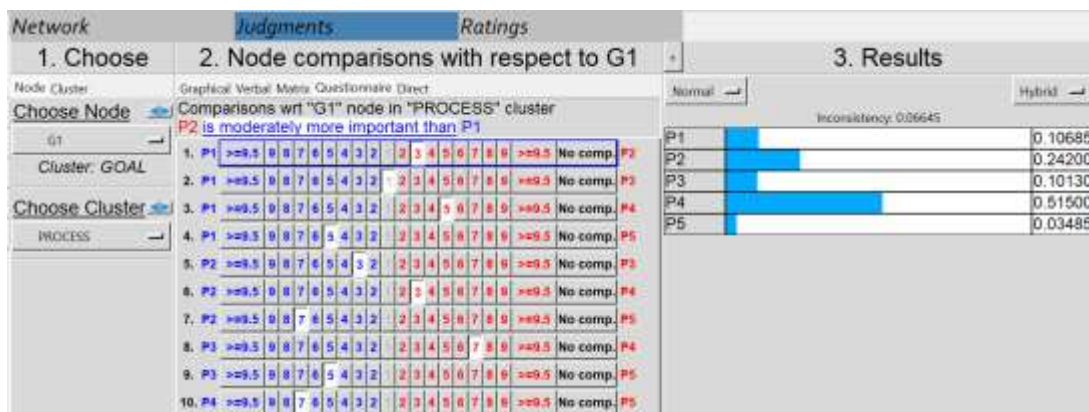 Network Judgments Ratings
1. Choose
2. Node comparisons with respect to G1
+
3. Results
Node Cluster
Choose Node
G1
Cluster: GOAL
Choose Cluster
PROCESS
Graphical Verbal Matrix Questionnaire Direct
Comparisons wrt "G1" node in "PROCESS" cluster
P2 is moderately more important than P1
1. P1 >=9.5 9 8 7 6 5 4 3 2 2 3 4 5 6 7 8 9 >=9.5 No comp. P2
2. P1 >=9.5 9 8 7 6 5 4 3 2 1 2 3 4 5 6 7 8 9 >=9.5 No comp. P3
3. P1 >=9.5 9 8 7 6 5 4 3 2 2 3 4 5 6 7 8 9 >=9.5 No comp. P4
4. P1 >=9.5 9 8 7 6 5 4 3 2 2 3 4 5 6 7 8 9 >=9.5 No comp. P5
5. P2 >=9.5 9 8 7 6 5 4 3 2 2 3 4 5 6 7 8 9 >=9.5 No comp. P3
6. P2 >=9.5 9 8 7 6 5 4 3 2 2 3 4 5 6 7 8 9 >=9.5 No comp. P4
7. P2 >=9.5 9 8 7 6 5 4 3 2 2 3 4 5 6 7 8 9 >=9.5 No comp. P5
8. P3 >=9.5 9 8 7 6 5 4 3 2 2 3 4 5 6 7 8 9 >=9.5 No comp. P4
9. P3 >=9.5 9 8 7 6 5 4 3 2 2 3 4 5 6 7 8 9 >=9.5 No comp. P5
10. P4 >=9.5 9 8 7 6 5 4 3 2 2 3 4 5 6 7 8 9 >=9.5 No comp. P5
Normal Hybrid
Inconsistency: 0.06645
P1 0.10685
P2 0.24200
P3 0.10130
P4 0.51500
P5 0.03485